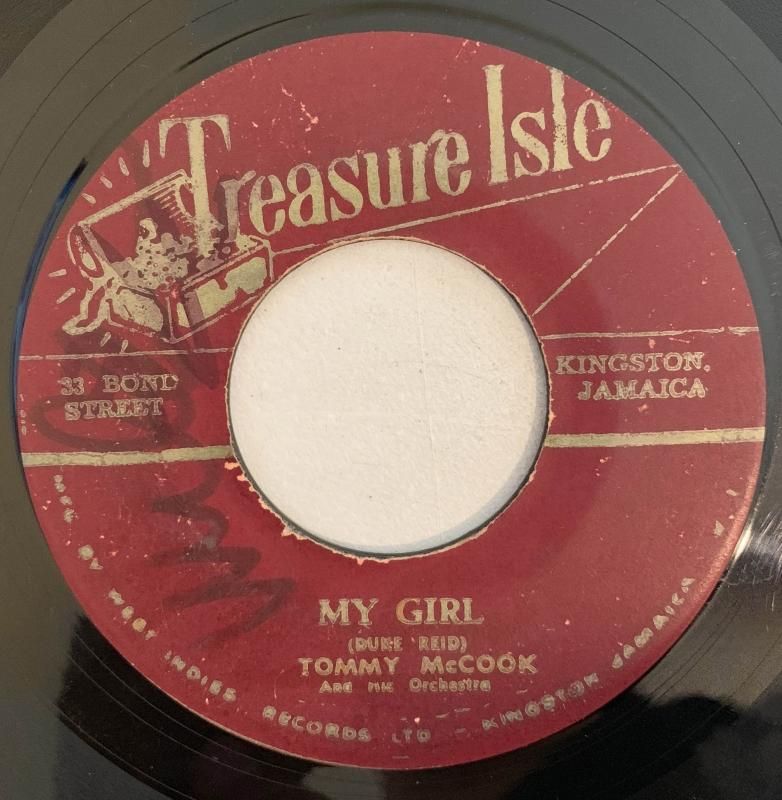 Treasure Isle
33 BOND
STREET
KINGSTON,
JAMAICA
MY GIRL
(DUKE REID)
TOMMY McCOOK
And His Orchestra
BY WEST INDIES RECORDS LTD - KINGSTON JAMAICA W I